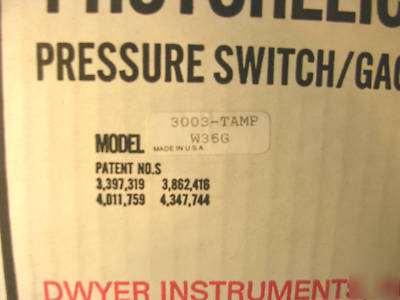 PHOTOHELIC
PRESSURE SWITCH/GAG
3003-TAMP
MODEL W36G
MADE IN U.S.A.
PATENT NO.S
3,397,319 3,862,416
4,011,759 4,347,744
DWYER INSTRUMENTS